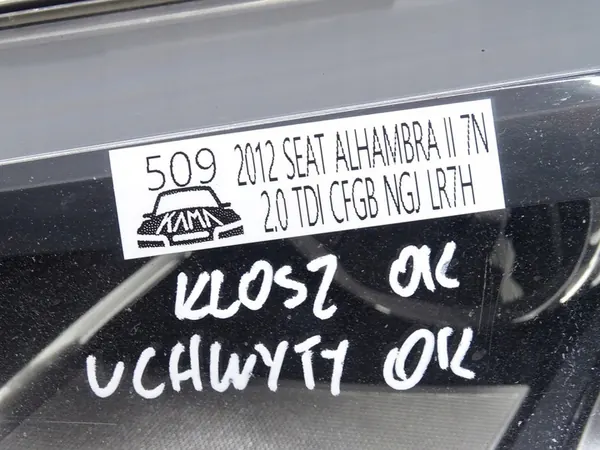 509
2012 SEAT ALHAMBRA II 7N
2.0 TDI CFGB NGJ LR7H
KAMA
KLOSZ OK
UCHWYTY OK